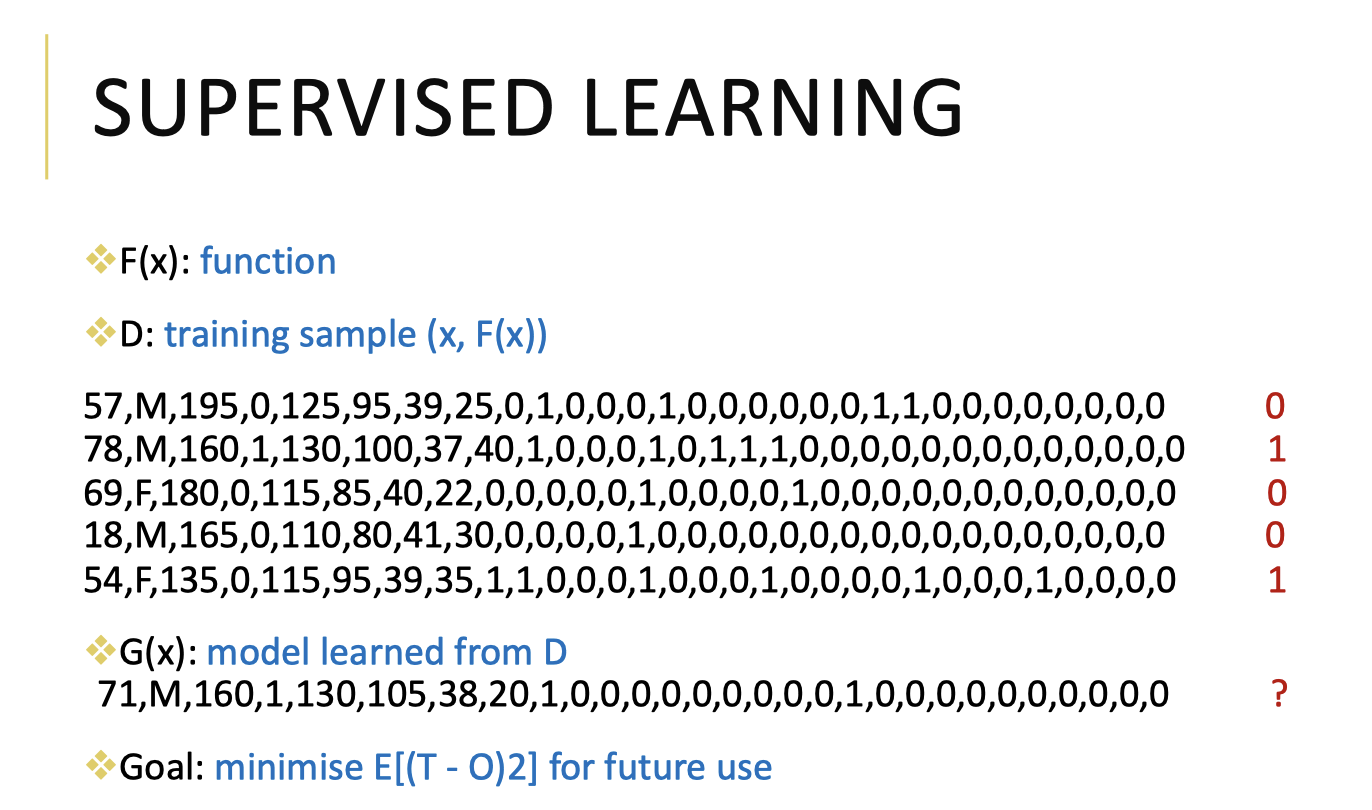 SUPERVISED LEARNING
F(x): function
D: training sample (x, F(x))
57,M,195,0,125,95,39,25,0,1,0,0,0,1,0,0,0,0,0,0,1,1,0,0,0,0,0,0,0,0 0
78,M,160,1,130,100,37,40,1,0,0,0,1,0,1,1,1,0,0,0,0,0,0,0,0,0,0,0,0,0 1
69,F,180,0,115,85,40,22,0,0,0,0,0,1,0,0,0,0,1,0,0,0,0,0,0,0,0,0,0,0 0
18,M,165,0,110,80,41,30,0,0,0,0,1,0,0,0,0,0,0,0,0,0,0,0,0,0,0,0,0,0 0
54,F,135,0,115,95,39,35,1,1,0,0,0,1,0,0,0,1,0,0,0,0,1,0,0,0,1,0,0,0,0 1
G(x): model learned from D
71,M,160,1,130,105,38,20,1,0,0,0,0,0,0,0,0,0,1,0,0,0,0,0,0,0,0,0,0 ?
Goal: minimise E[(T - O)2] for future use